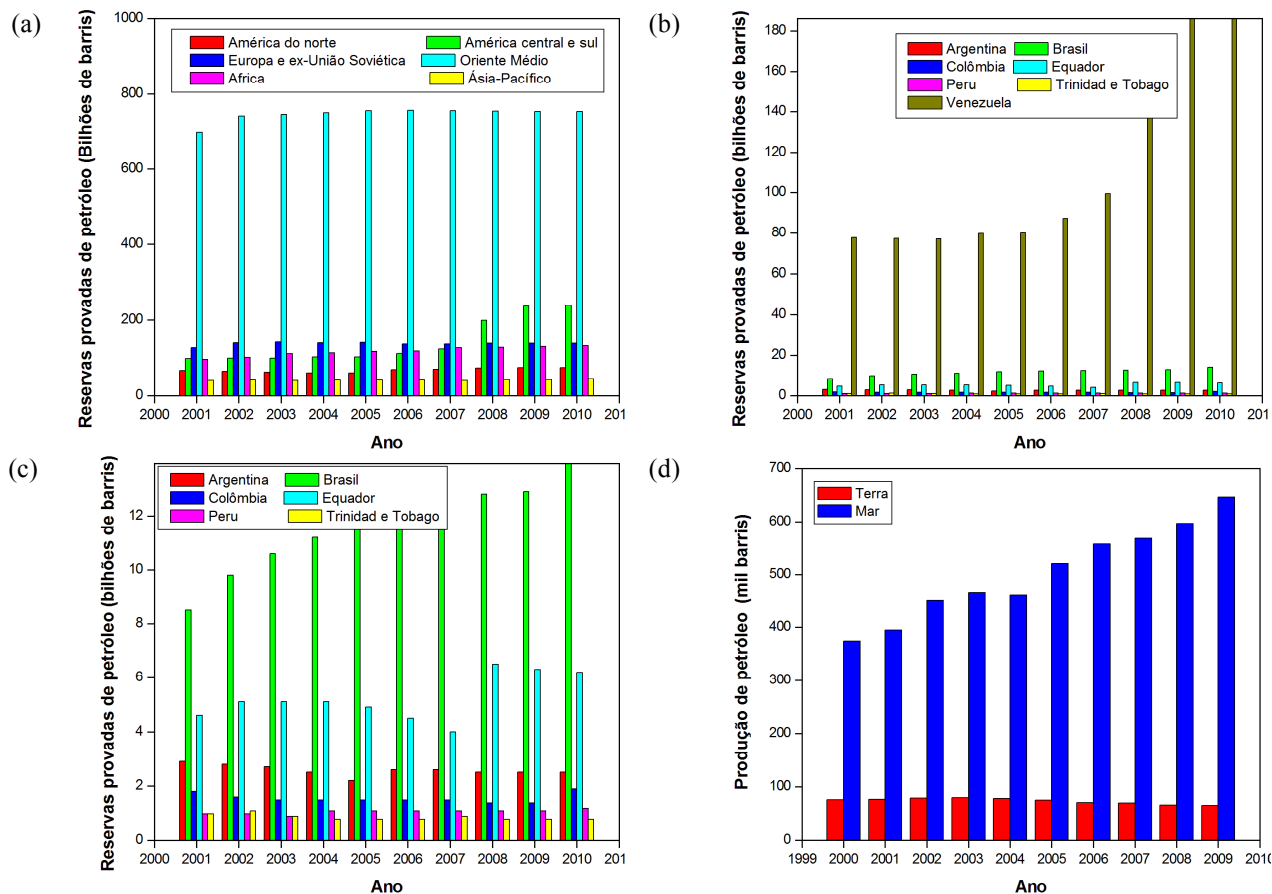 (a)
Reservas provadas de petróleo (Bilhões de barris)
1000
800
600
400
200
0
América do norte
América central e sul
Europa e ex-União Soviética
Oriente Médio
Africa
Ásia-Pacífico
2000 2001 2002 2003 2004 2005 2006 2007 2008 2009 2010 201
Ano
(b)
Reservas provadas de petróleo (bilhões de barris)
180
160
140
120
100
80
60
40
20
0
Argentina
Brasil
Colômbia
Equador
Peru
Trinidad e Tobago
Venezuela
2000 2001 2002 2003 2004 2005 2006 2007 2008 2009 2010 201
Ano
(c)
Reservas provadas de petróleo (bilhões de barris)
12
10
8
6
4
2
0
Argentina
Brasil
Colômbia
Equador
Peru
Trinidad e Tobago
2000 2001 2002 2003 2004 2005 2006 2007 2008 2009 2010 201
Ano
(d)
Produção de petróleo (mil barris)
700
600
500
400
300
200
100
0
Terra
Mar
1999 2000 2001 2002 2003 2004 2005 2006 2007 2008 2009 2010
Ano